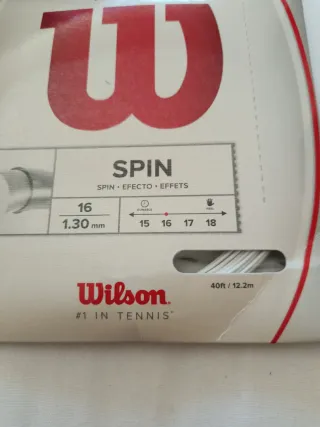 W
SPIN
SPIN • EFECTO • EFFETS
16
1.30 mm
15 16 17 18
Wilson
#1 IN TENNIS
40ft / 12.2m